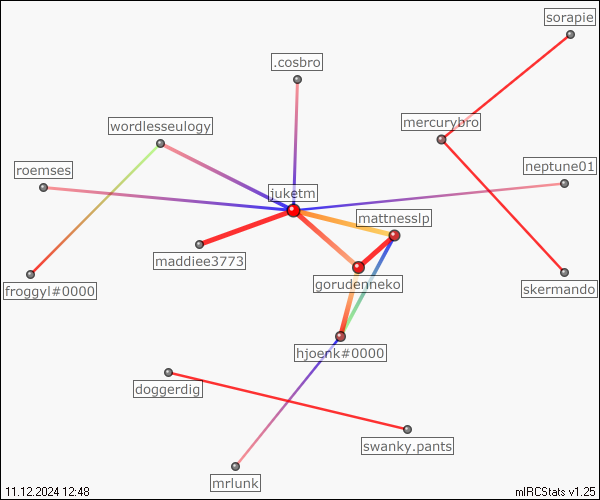 sorapie
.cosbro
mercurybro
wordlesseulogy
roemses
neptune01
juketm
mattnesslp
maddiee3773
gorudenneko
froggyl#0000
skermando
hjoenk#0000
doggerdig
swanky.pants
mrlunk
11.12.2024 12:48
mIRCStats v1.25